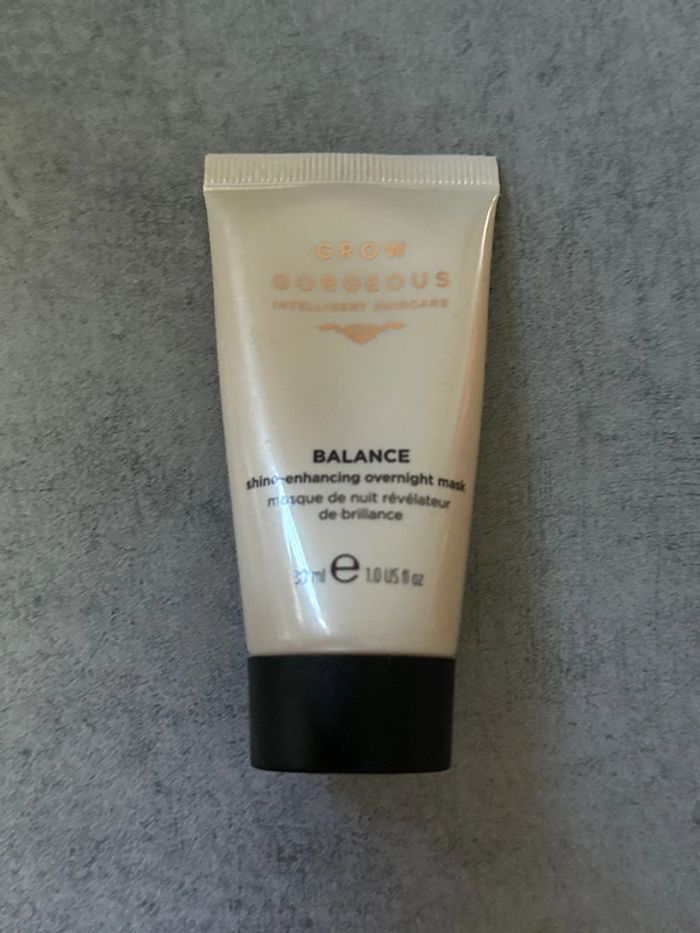 GROW
GORGEOUS
INTELLIGENT HAIRCARE
BALANCE
shine-enhancing overnight mask
masque de nuit révélateur
de brillance
30 ml e 1.0 US fl oz